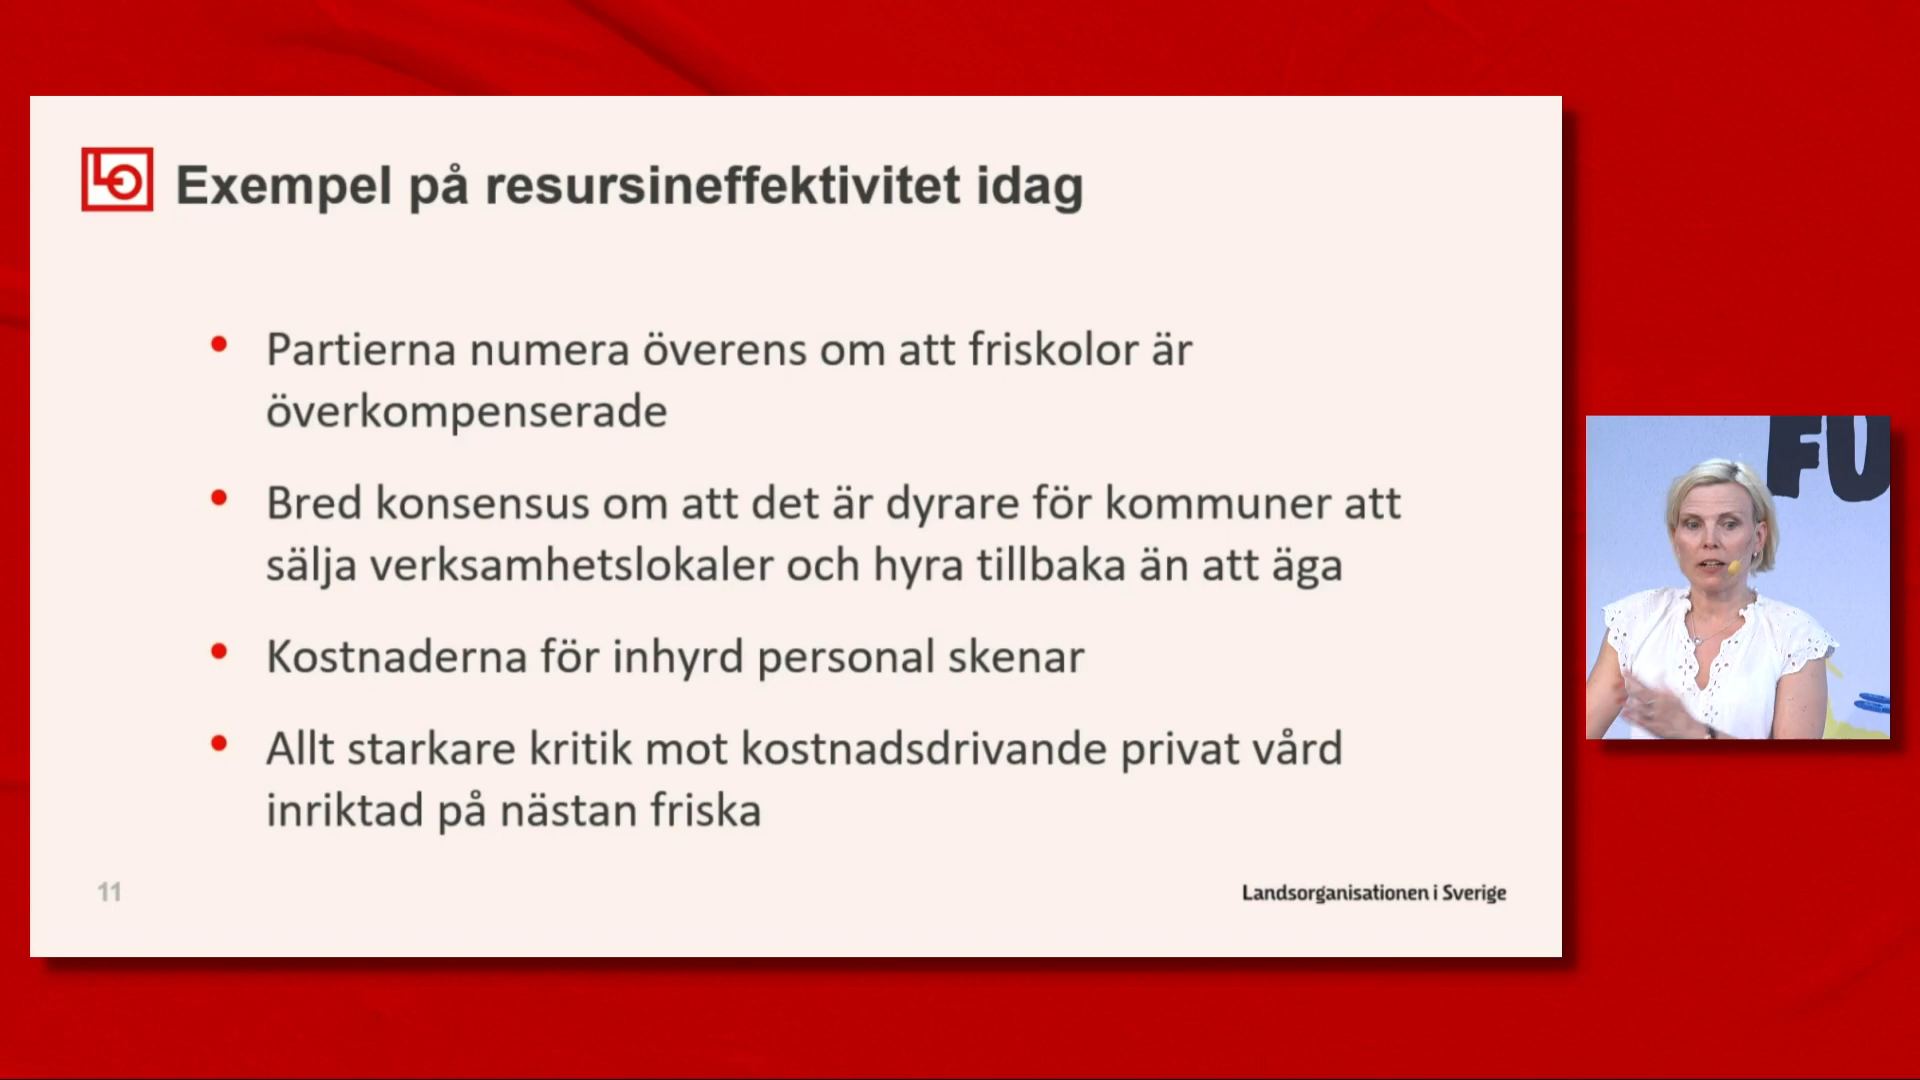 LO
Exempel på resursineffektivitet idag
Partierna numera överens om att friskolor är
överkompenserade
Bred konsensus om att det är dyrare för kommuner att
sälja verksamhetslokaler och hyra tillbaka än att äga
Kostnaderna för inhyrd personal skenar
Allt starkare kritik mot kostnadsdrivande privat vård
inriktad på nästan friska
11
Landsorganisationen i Sverige
FU